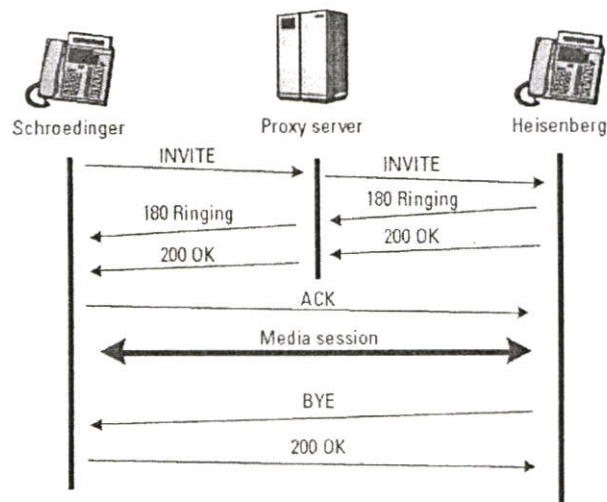 Schroedinger
Proxy server
Heisenberg
INVITE
INVITE
180 Ringing
180 Ringing
200 OK
200 OK
ACK
Media session
BYE
200 OK